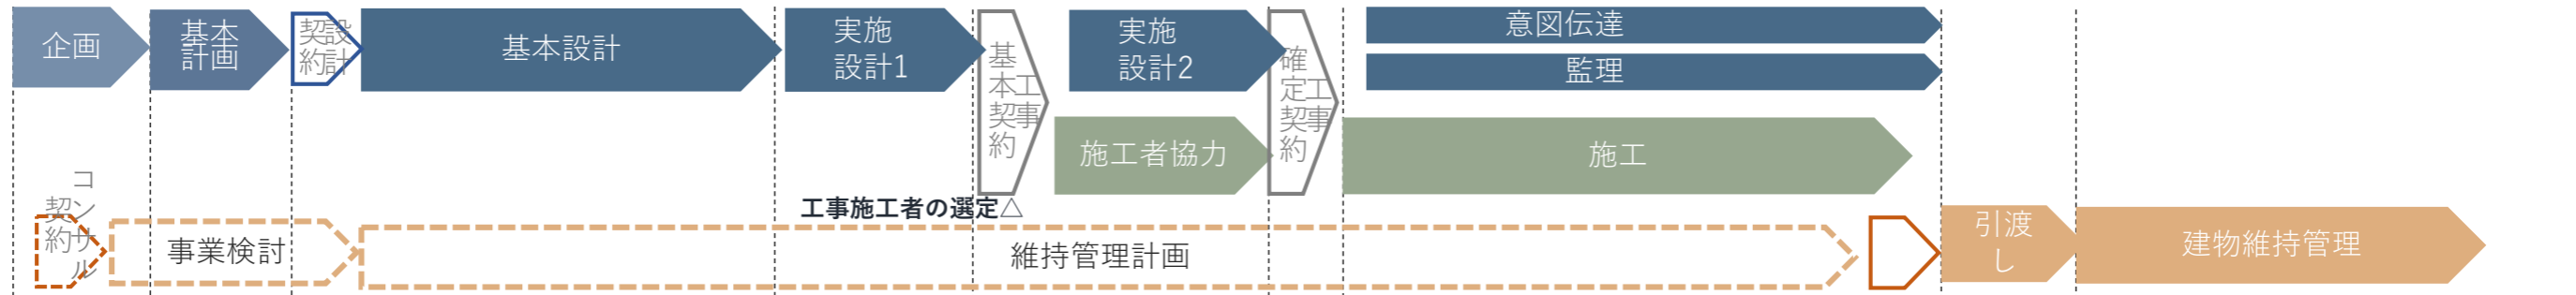 企画
基本
計画
設計
契約
基本設計
実施
設計1
工事
基本契約
実施
設計2
工事
確定契約
意図伝達
監理
施工者協力
施工
コンサル
契約
工事施工者の選定△
事業検討
維持管理計画
引渡
し
建物維持管理